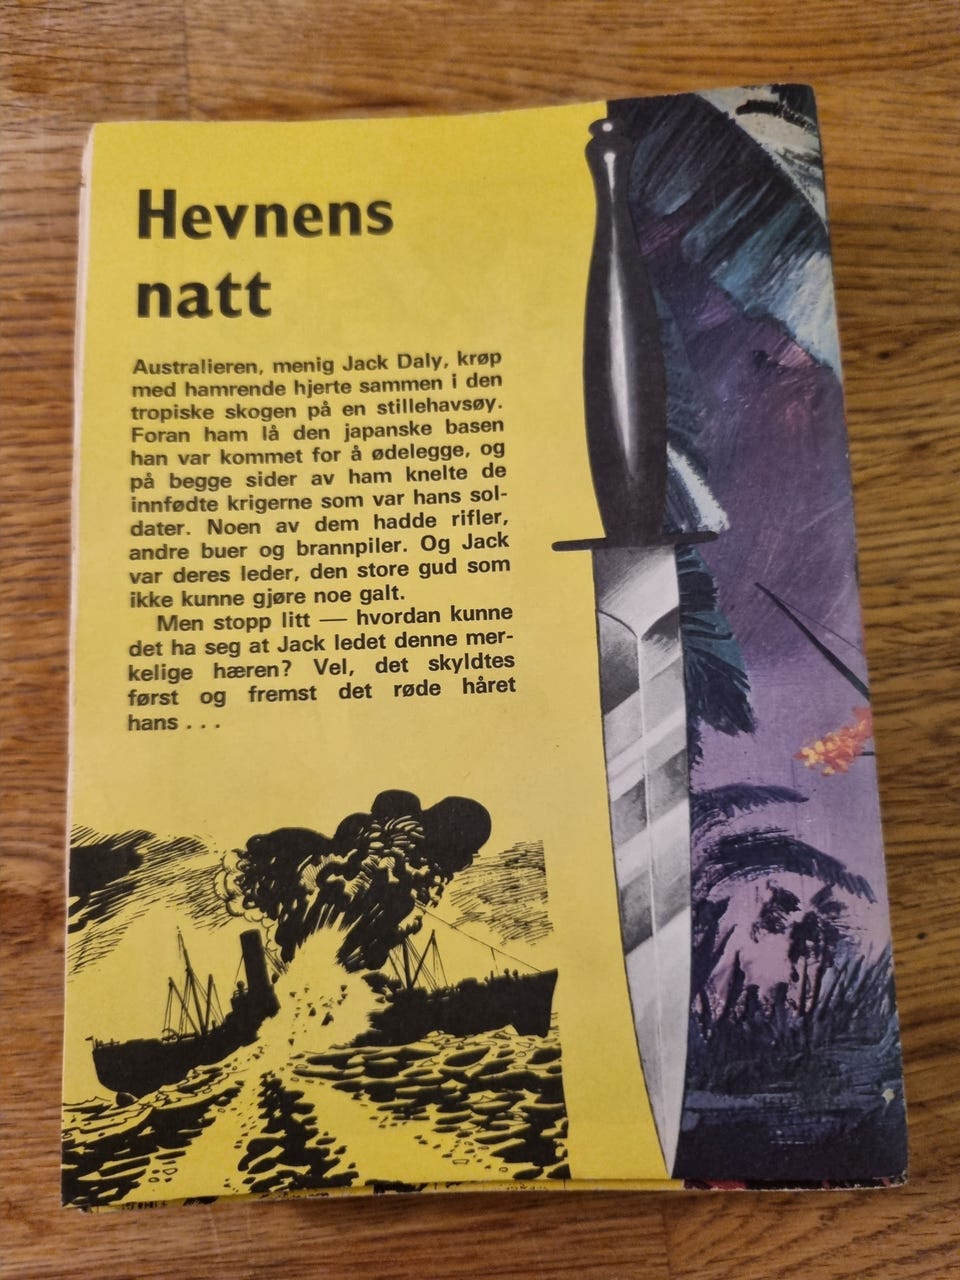 Hevnens
natt
Australieren, menig Jack Daly, krøp
med hamrende hjerte sammen i den
tropiske skogen på en stillehavsøy.
Foran ham lå den japanske basen
han var kommet for å ødelegge, og
på begge sider av ham knelte de
innfødte krigerne som var hans sol-
dater. Noen av dem hadde rifler,
andre buer og brannpiler. Og Jack
var deres leder, den store gud som
ikke kunne gjøre noe galt.
Men stopp litt — hvordan kunne
det ha seg at Jack ledet denne mer-
kelige hæren? Vel, det skyldtes
først og fremst det røde håret
hans . . .